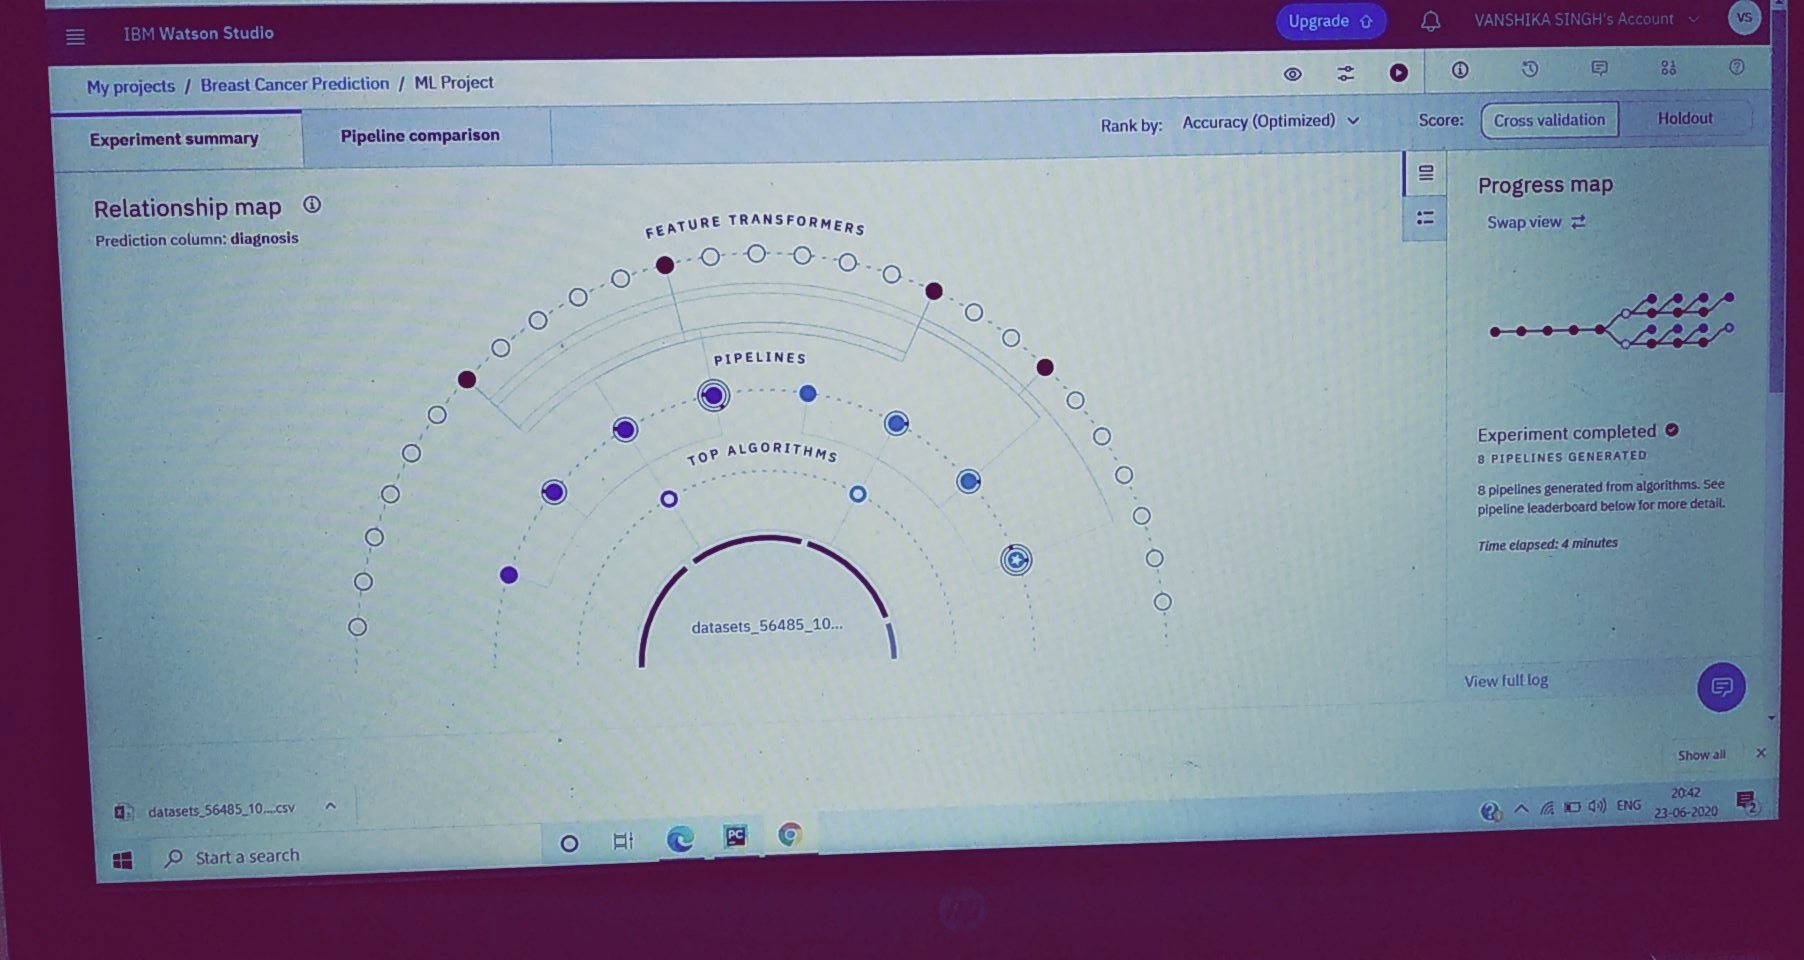 IBM Watson Studio
Upgrade
VANSHIKA SINGH's Account
VS
My projects / Breast Cancer Prediction / ML Project
Experiment summary
Pipeline comparison
Rank by: Accuracy (Optimized)
Score: Cross validation Holdout
Relationship map
Prediction column: diagnosis
FEATURE TRANSFORMERS
PIPELINES
TOP ALGORITHMS
datasets_56485_10...
Progress map
Swap view
Experiment completed
8 PIPELINES GENERATED
8 pipelines generated from algorithms. See
pipeline leaderboard below for more detail.
Time elapsed: 4 minutes
View full log
Show all
datasets_56485_10....csv
Start a search
PC
ENG
20:42
23-06-2020
2
hp